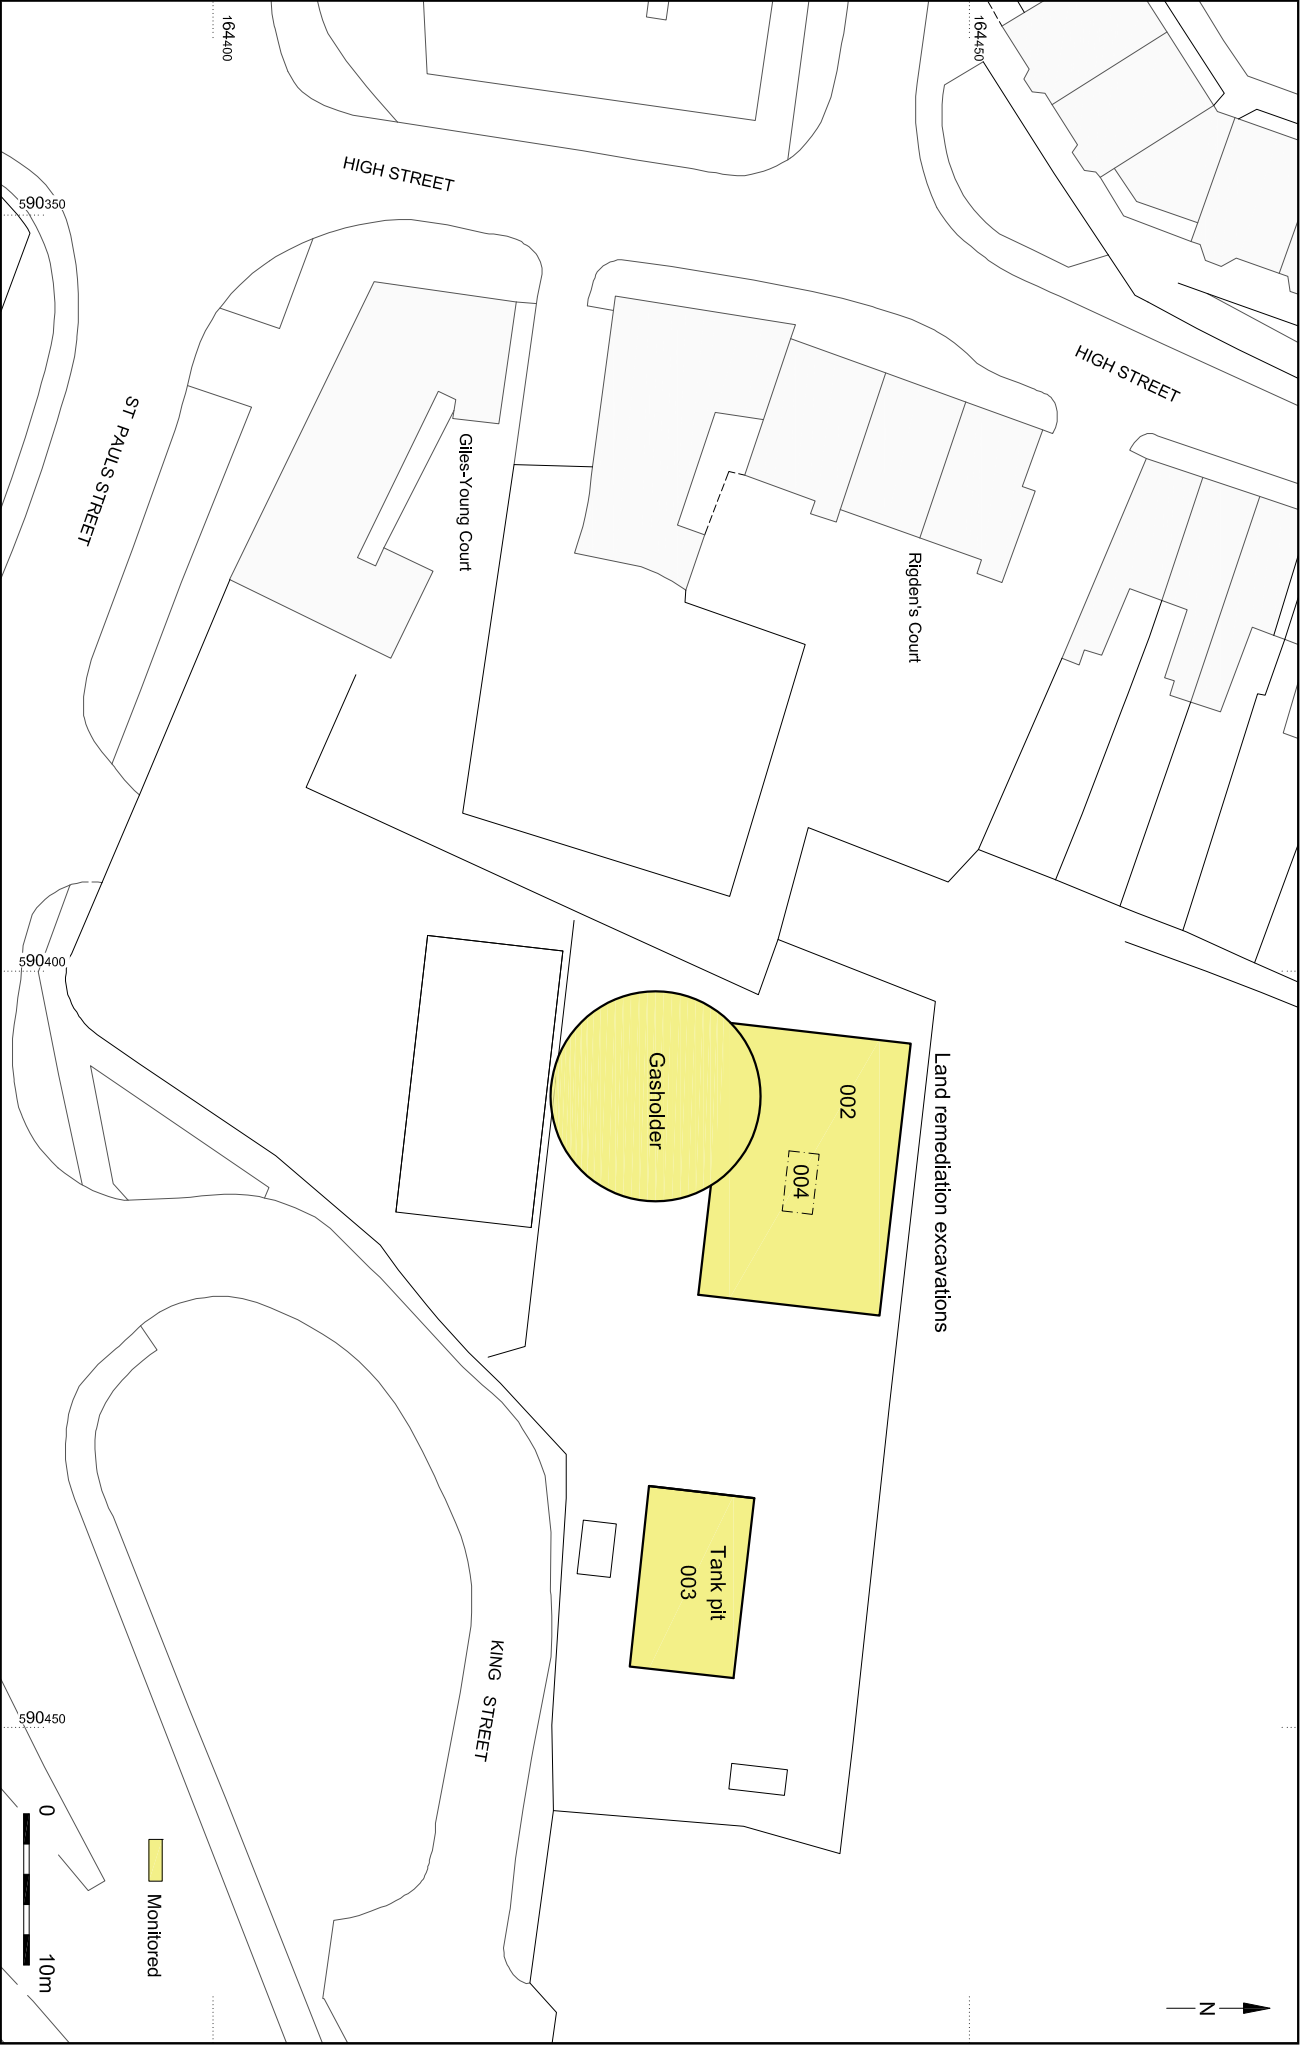 164400
164450
HIGH STREET
590350
HIGH STREET
ST PAULS STREET
Giles-Young Court
Rigden's Court
590400
Land remediation excavations
Gasholder
002
004
Tank pit
003
KING STREET
590450
0
10m
Monitored
N